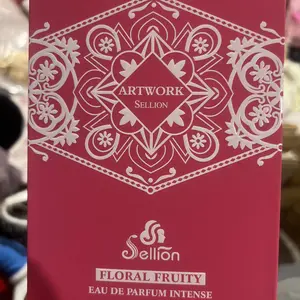 ARTWORK
SELLION
Sellion
FLORAL FRUITY
EAU DE PARFUM INTENSE